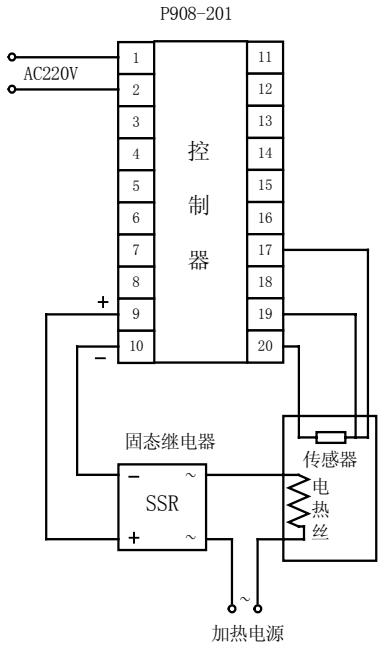 P908-201
1 11
AC220V
2 12
3 13
4 14
控
5 15
制
6 16
器
7 17
8 18
+
9 19
10 20
−
固态继电器
传感器
− ~
SSR
电
热
丝
+ ~
~
加热电源